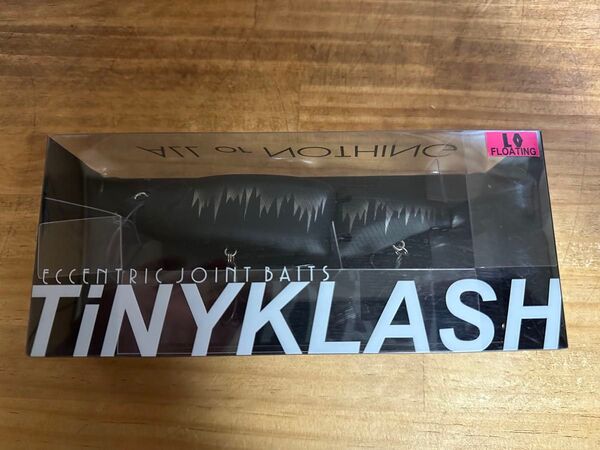 ALL or NOTHING
LO
FLOATING
ECCENTRIC JOINT BAITS
TiNYKLASH